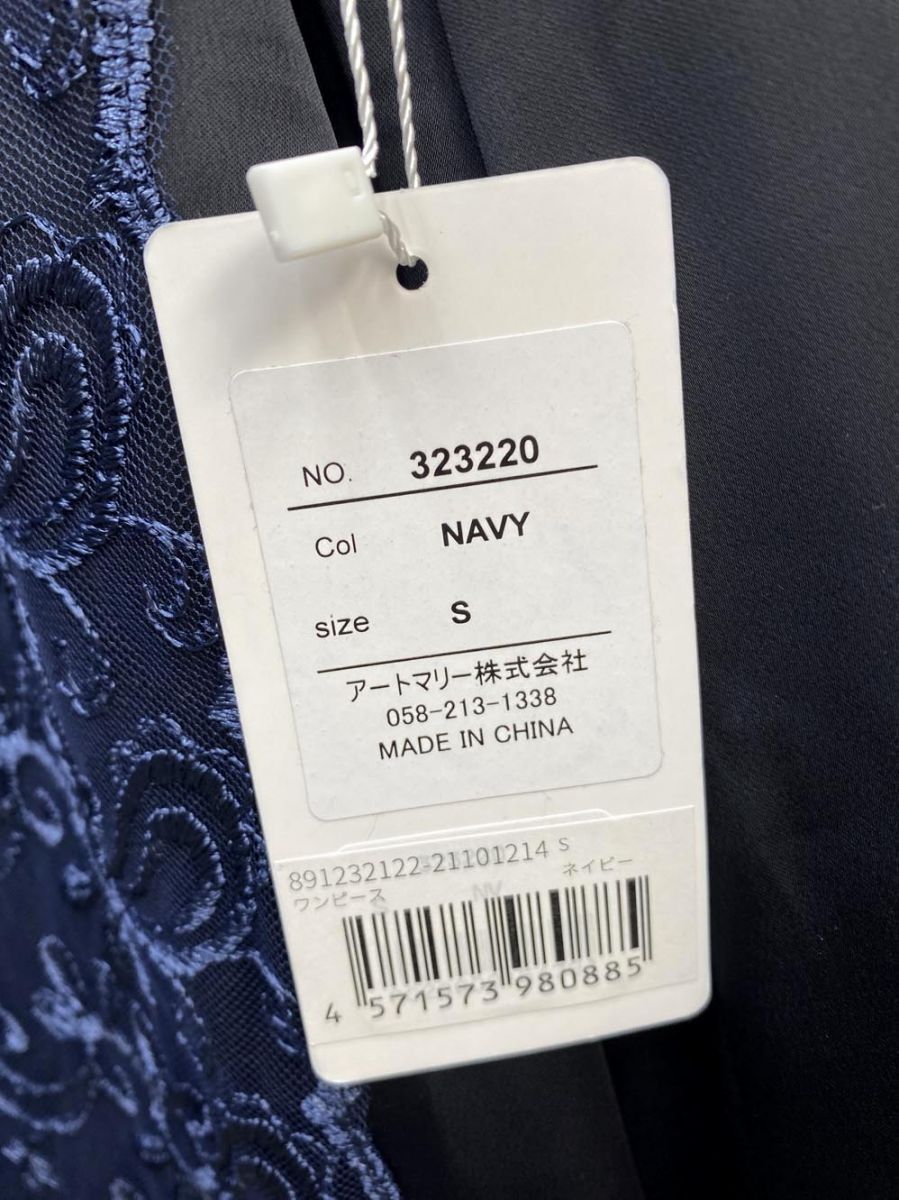 NO. 323220
Col NAVY
size S
アートマリー株式会社
058-213-1338
MADE IN CHINA
891232122-21101214 S
ワンピース ネイビー
4 571573 980885